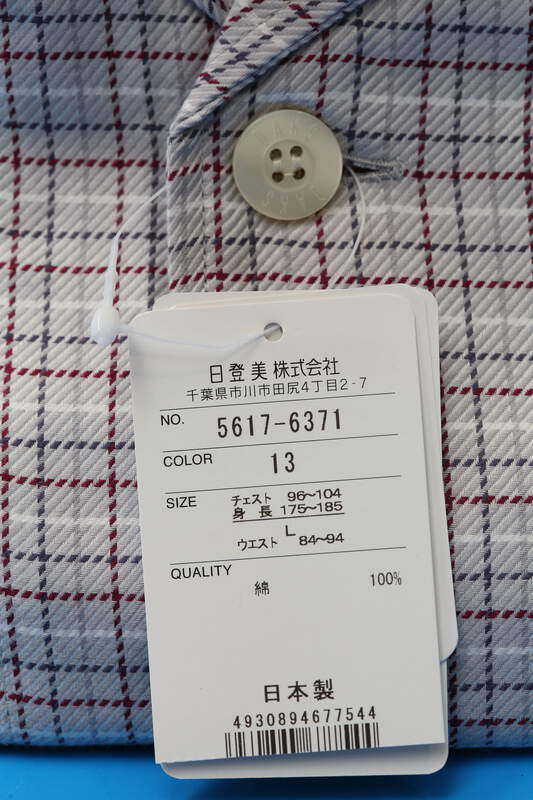 日登美株式会社
千葉県市川市田尻4丁目2-7
NO. 5617-6371
COLOR 13
SIZE チェスト 96~104
身長 175~185
L
ウエスト 84~94
QUALITY
綿 100%
日本製
4930894677544